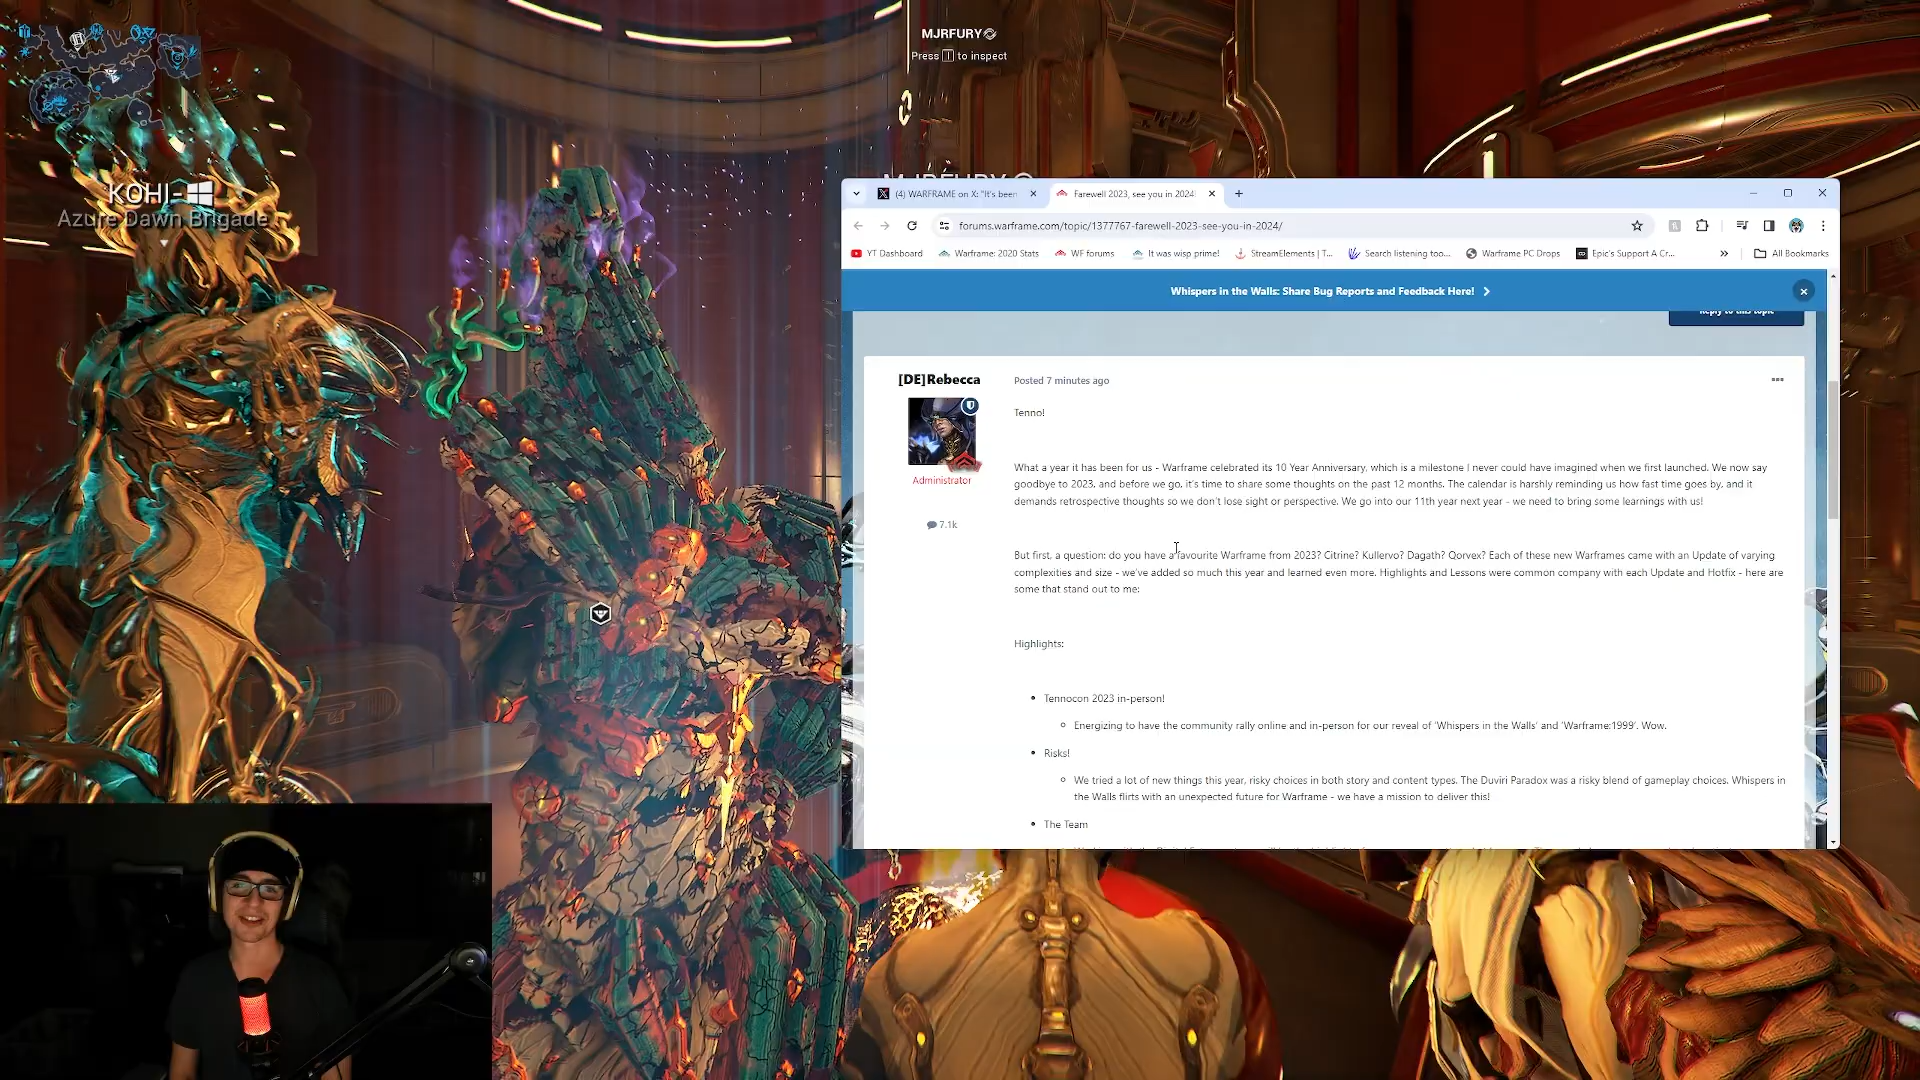 MJRFURY
Press I to inspect
KOHI-
Azure Dawn Brigade
(4) WARFRAME on X: "It's been
Farewell 2023, see you in 2024
forums.warframe.com/topic/1377767-farewell-2023-see-you-in-2024/
YT Dashboard
Warframe: 2020 Stats
WF forums
It was wisp prime!
StreamElements | T...
Search listening too...
Warframe PC Drops
Epic's Support A Cr...
All Bookmarks
Whispers in the Walls: Share Bug Reports and Feedback Here!
Reply to this topic
[DE]Rebecca
Administrator
7.1k
Posted 7 minutes ago
Tenno!
What a year it has been for us - Warframe celebrated its 10 Year Anniversary, which is a milestone I never could have imagined when we first launched. We now say
goodbye to 2023, and before we go, it's time to share some thoughts on the past 12 months. The calendar is harshly reminding us how fast time goes by, and it
demands retrospective thoughts so we don't lose sight or perspective. We go into our 11th year next year - we need to bring some learnings with us!
But first, a question: do you have a favourite Warframe from 2023? Citrine? Kullervo? Dagath? Qorvex? Each of these new Warframes came with an Update of varying
complexities and size - we've added so much this year and learned even more. Highlights and Lessons were common company with each Update and Hotfix - here are
some that stand out to me:
Highlights:
Tennocon 2023 in-person!
Energizing to have the community rally online and in-person for our reveal of 'Whispers in the Walls' and 'Warframe:1999'. Wow.
Risks!
We tried a lot of new things this year, risky choices in both story and content types. The Duviri Paradox was a risky blend of gameplay choices. Whispers in
the Walls flirts with an unexpected future for Warframe - we have a mission to deliver this!
The Team